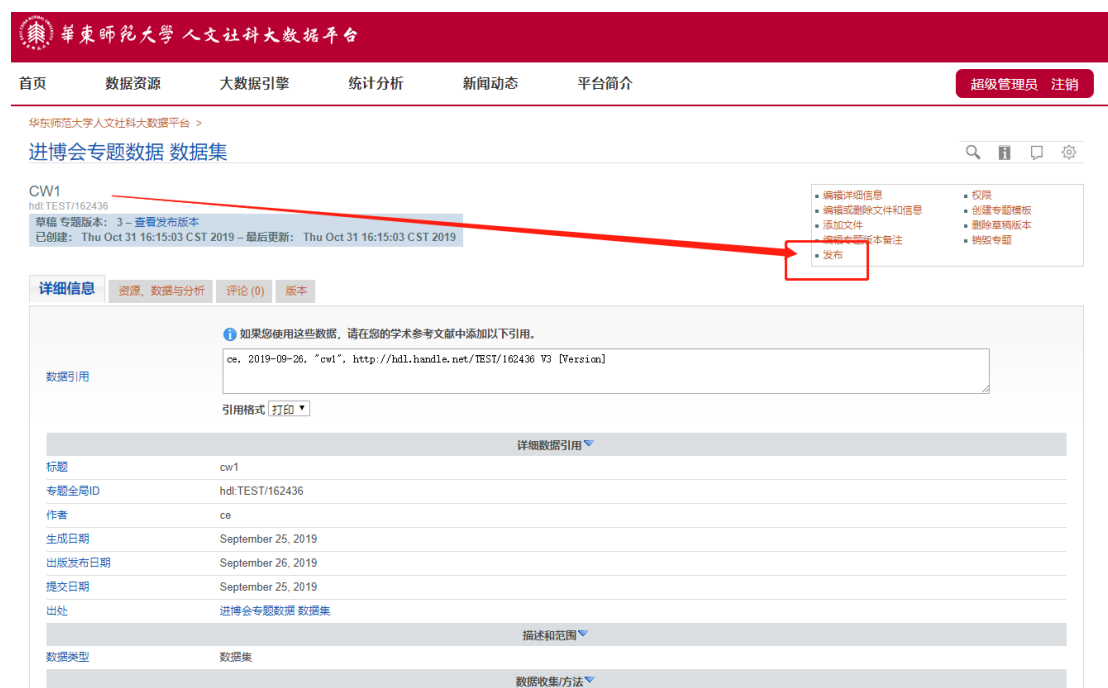 華東師範大學 人文社科大数据平台
首页 数据资源 大数据引擎 统计分析 新闻动态 平台简介 超级管理员 注销
华东师范大学人文社科大数据平台 >
进博会专题数据 数据集
CW1
hdl:TEST/162436
草稿 专题版本： 3 – 查看发布版本
已创建： Thu Oct 31 16:15:03 CST 2019 – 最后更新： Thu Oct 31 16:15:03 CST 2019
编辑详细信息
编辑或删除文件和信息
添加文件
编辑专题版本备注
发布
权限
创建专题模板
删除草稿版本
销毁专题
详细信息 资源、数据与分析 评论 (0) 版本
如果您使用这些数据，请在您的学术参考文献中添加以下引用。
数据引用
ce, 2019-09-26, "cw1", http://hdl.handle.net/TEST/162436 V3 [Version]
引用格式 打印
详细数据引用
标题 cw1
专题全局ID hdl:TEST/162436
作者 ce
生成日期 September 25, 2019
出版发布日期 September 26, 2019
提交日期 September 25, 2019
出处 进博会专题数据 数据集
描述和范围
数据类型 数据集
数据收集/方法